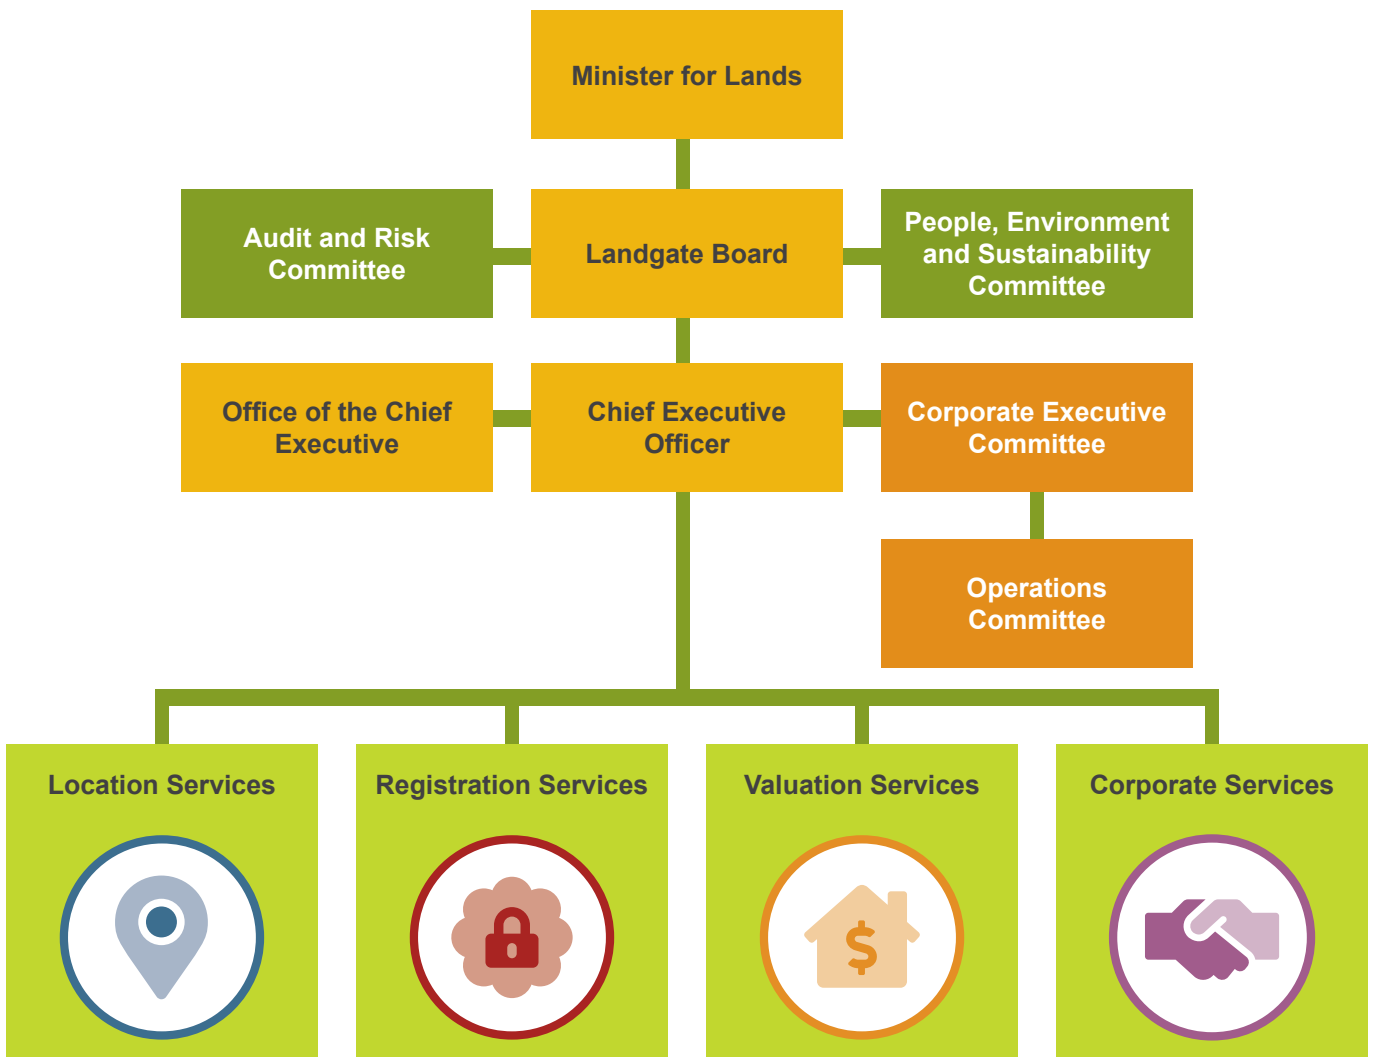 Minister for Lands
Audit and Risk
Committee
Landgate Board
People, Environment
and Sustainability
Committee
Office of the Chief
Executive
Chief Executive
Officer
Corporate Executive
Committee
Operations
Committee
Location Services
Registration Services
Valuation Services
Corporate Services
$